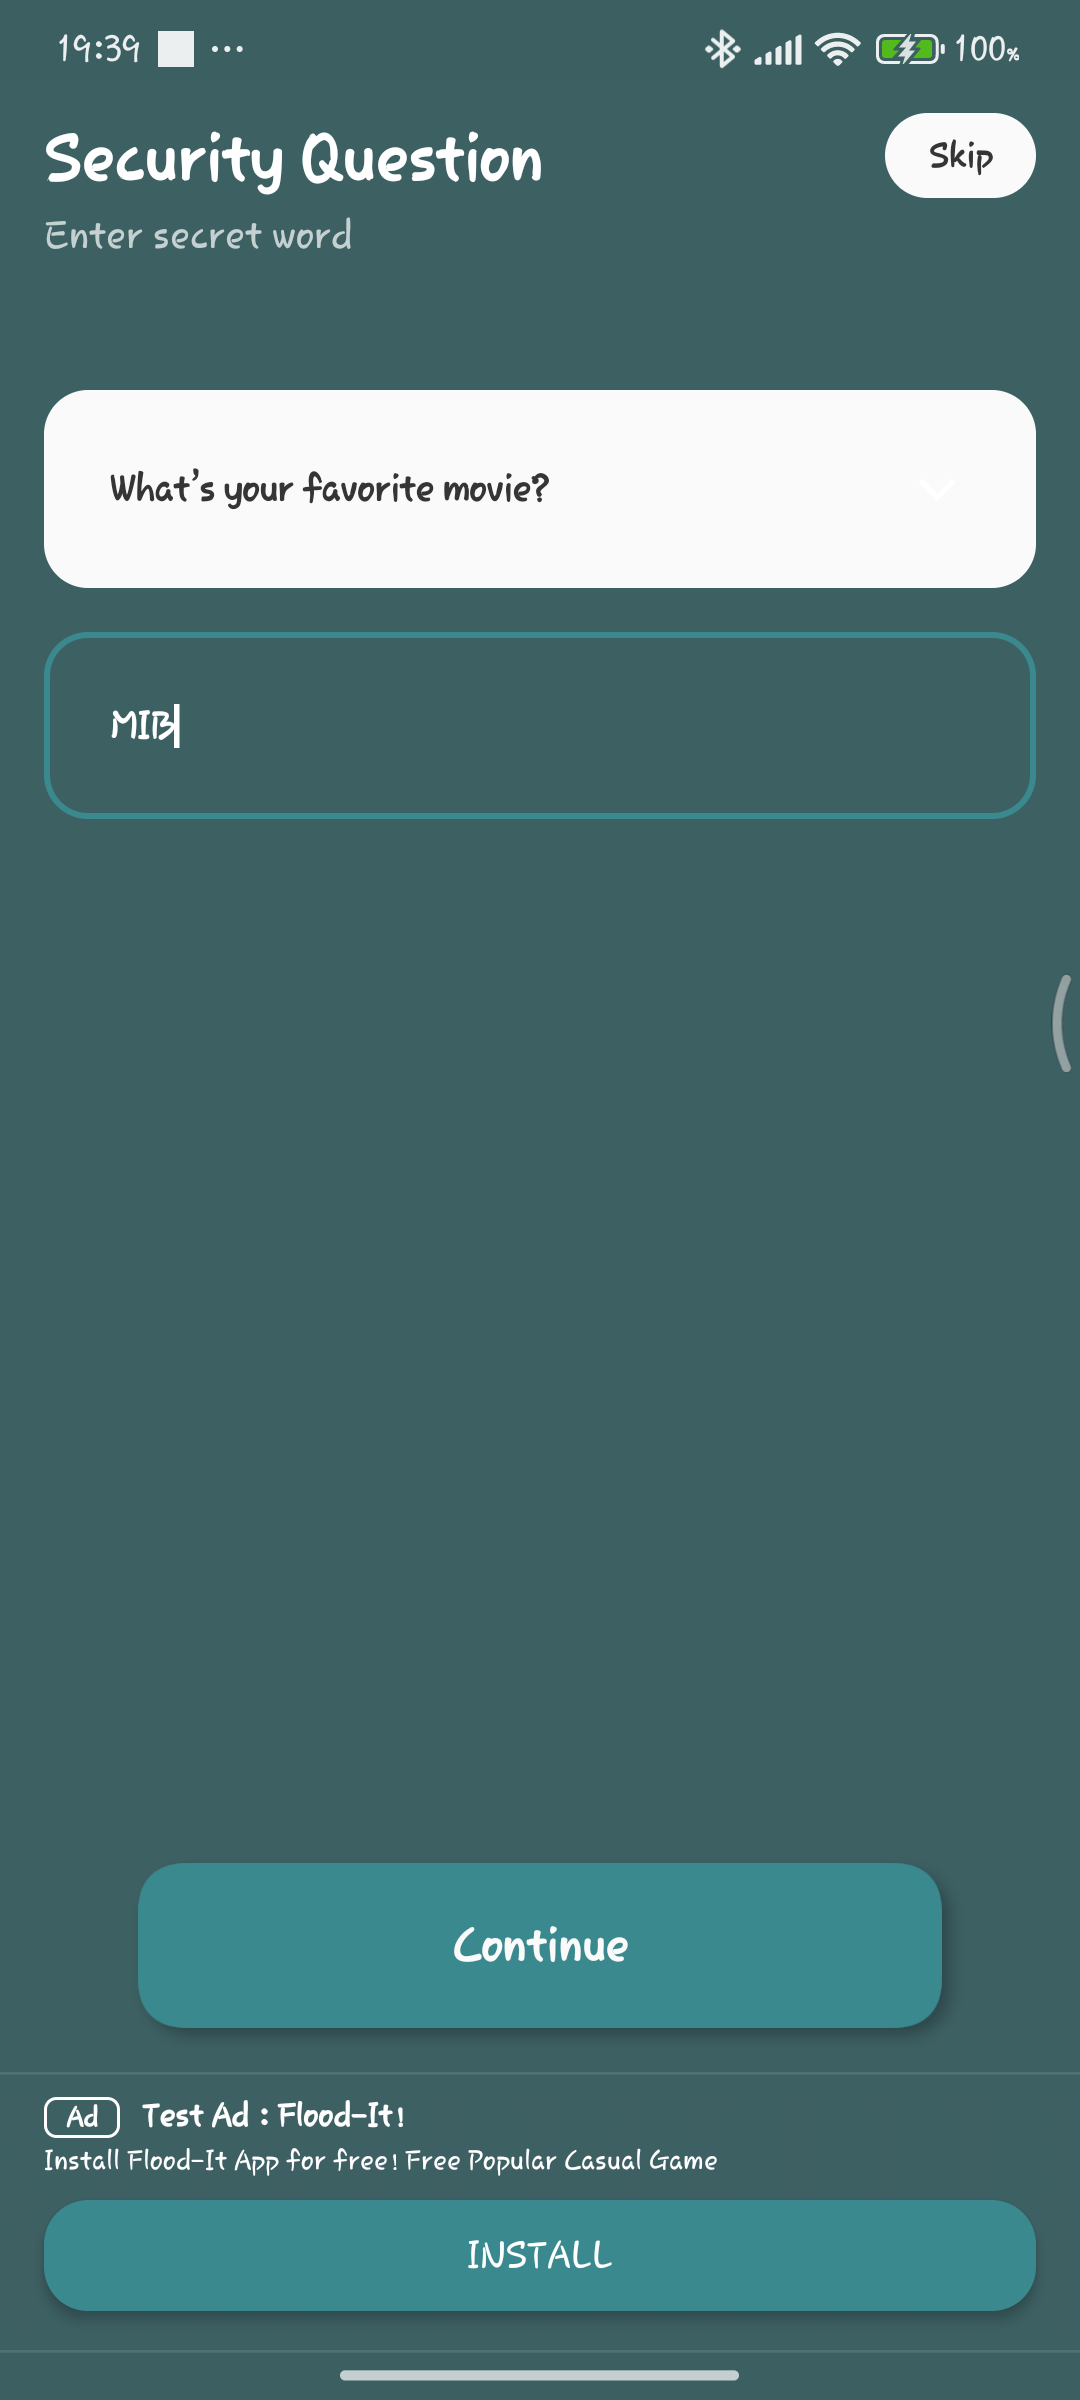 19:39
100%
Security Question
Skip
Enter secret word
What's your favorite movie?
MIB
Continue
Ad
Test Ad : Flood-It!
Install Flood-It App for free! Free Popular Casual Game
INSTALL